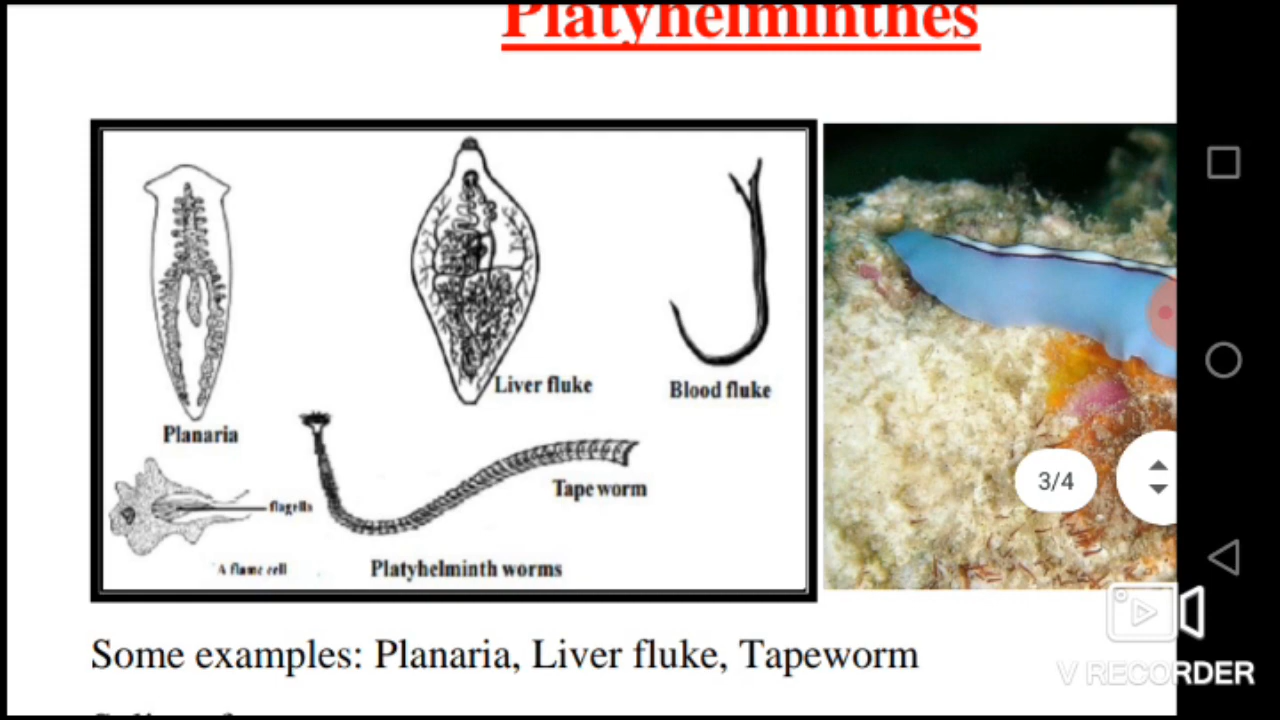 Platyhelminthes
Liver fluke
Blood fluke
Planaria
Tape worm
flagella
A flame cell
Platyhelminth worms
3/4
Some examples: Planaria, Liver fluke, Tapeworm
V RECORDER